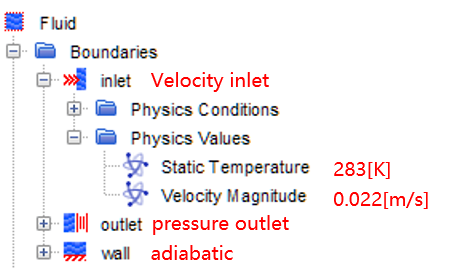 Fluid
Boundaries
inlet Velocity inlet
Physics Conditions
Physics Values
Static Temperature 283[K]
Velocity Magnitude 0.022[m/s]
outlet pressure outlet
wall adiabatic